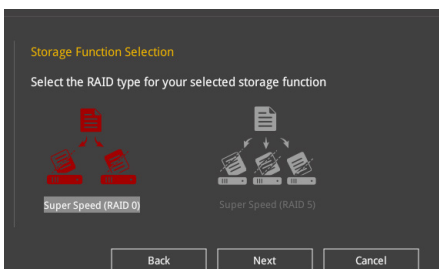 Storage Function Selection
Select the RAID type for your selected storage function
Super Speed (RAID 0)
Super Speed (RAID 5)
Back
Next
Cancel